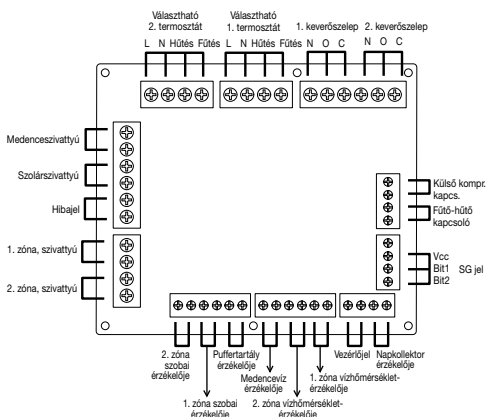 Választható
2. termosztát
Választható
1. termosztát
1. keverőszelep
2. keverőszelep
L N Hűtés Fűtés
L N Hűtés Fűtés
N O C
N O C
Medenceszivattyú
Szolárszivattyú
Hibajel
1. zóna, szivattyú
2. zóna, szivattyú
Külső kompr.
kapcs.
Fűtő-hűtő
kapcsoló
Vcc
Bit1
Bit2
SG jel
2. zóna
szobai
érzékelője
Puffertartály
érzékelője
Medencevíz
érzékelője
1. zóna vízhőmérséklet-
érzékelője
Vezérlőjel
Napkollektor
érzékelője
1. zóna szobai
érzékelője
2. zóna vízhőmérséklet-
érzékelője